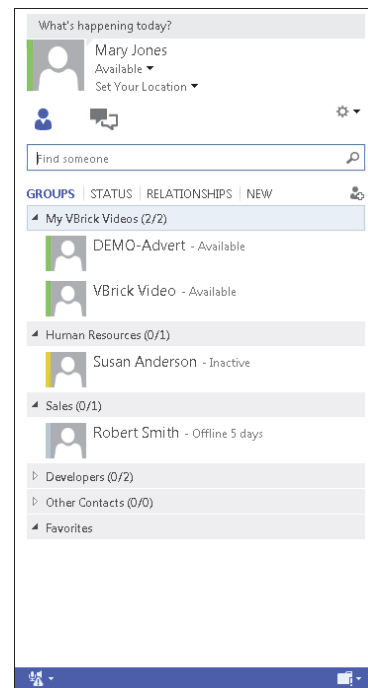 What's happening today?
Mary Jones
Available
Set Your Location
Find someone
GROUPS STATUS RELATIONSHIPS NEW
My VBrick Videos (2/2)
DEMO-Advert - Available
VBrick Video - Available
Human Resources (0/1)
Susan Anderson - Inactive
Sales (0/1)
Robert Smith - Offline 5 days
Developers (0/2)
Other Contacts (0/0)
Favorites